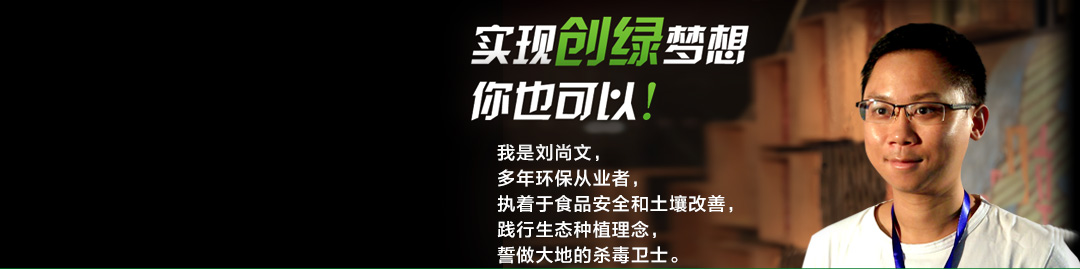 实现创绿梦想
你也可以！
我是刘尚文，
多年环保从业者，
执着于食品安全和土壤改善，
践行生态种植理念，
誓做大地的杀毒卫士。